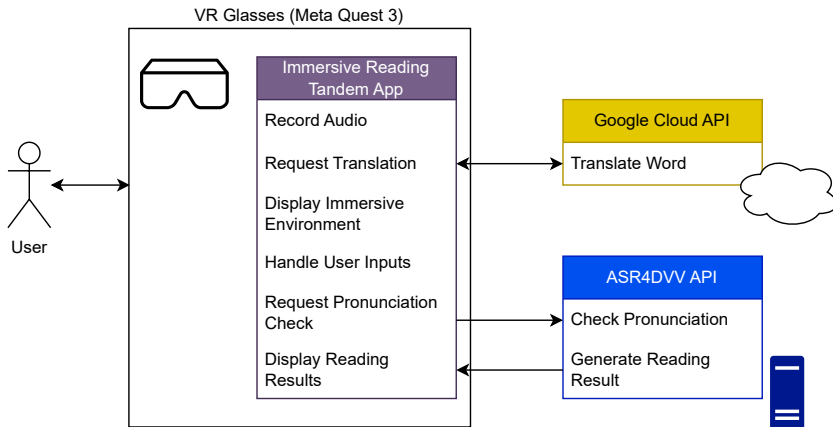 VR Glasses (Meta Quest 3)
Immersive Reading
Tandem App
Record Audio
Request Translation
Display Immersive
Environment
Handle User Inputs
Request Pronunciation
Check
Display Reading
Results
User
Google Cloud API
Translate Word
ASR4DVV API
Check Pronunciation
Generate Reading
Result